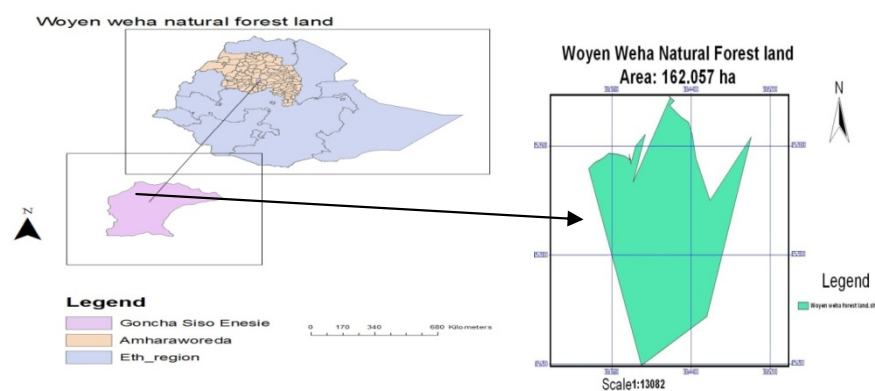 Woyen weha natural forest land
N
Legend
Goncha Siso Enesie
Amharaworeda
Eth_region
0 170 340 680 Kilometers
Woyen Weha Natural Forest land
Area: 162.057 ha
N
Legend
Woyen weha forest land.sh
Scale1:13082